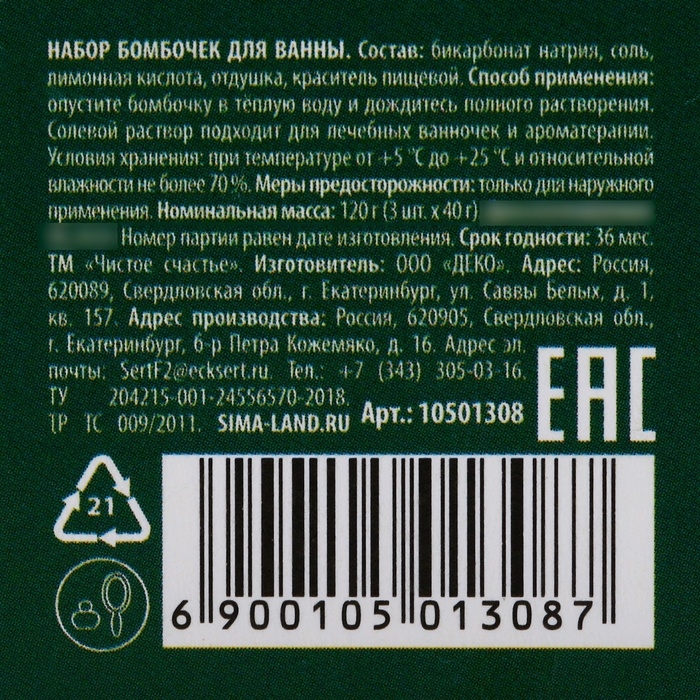 НАБОР БОМБОЧЕК ДЛЯ ВАННЫ. Состав: бикарбонат натрия, соль,
лимонная кислота, отдушка, краситель пищевой. Способ применения:
опустите бомбочку в тёплую воду и дождитесь полного растворения.
Солевой раствор подходит для лечебных ванночек и ароматерапии.
Условия хранения: при температуре от +5 °С до +25 °С и относительной
влажности не более 70 %. Меры предосторожности: только для наружного
применения. Номинальная масса: 120 г (3 шт. х 40 г)
Номер партии равен дате изготовления. Срок годности: 36 мес.
ТМ «Чистое счастье». Изготовитель: ООО «ДЕКО». Адрес: Россия,
620089, Свердловская обл., г. Екатеринбург, ул. Саввы Белых, д. 1,
кв. 157. Адрес производства: Россия, 620905, Свердловская обл.,
г. Екатеринбург, б-р Петра Кожемяко, д. 16. Адрес эл.
почты: SertF2@ecksert.ru. Тел.: +7 (343) 305-03-16.
ТУ 204215-001-24556570-2018.
ТР ТС 009/2011. SIMA-LAND.RU Арт.: 10501308
EAC
21
6 900105 013087